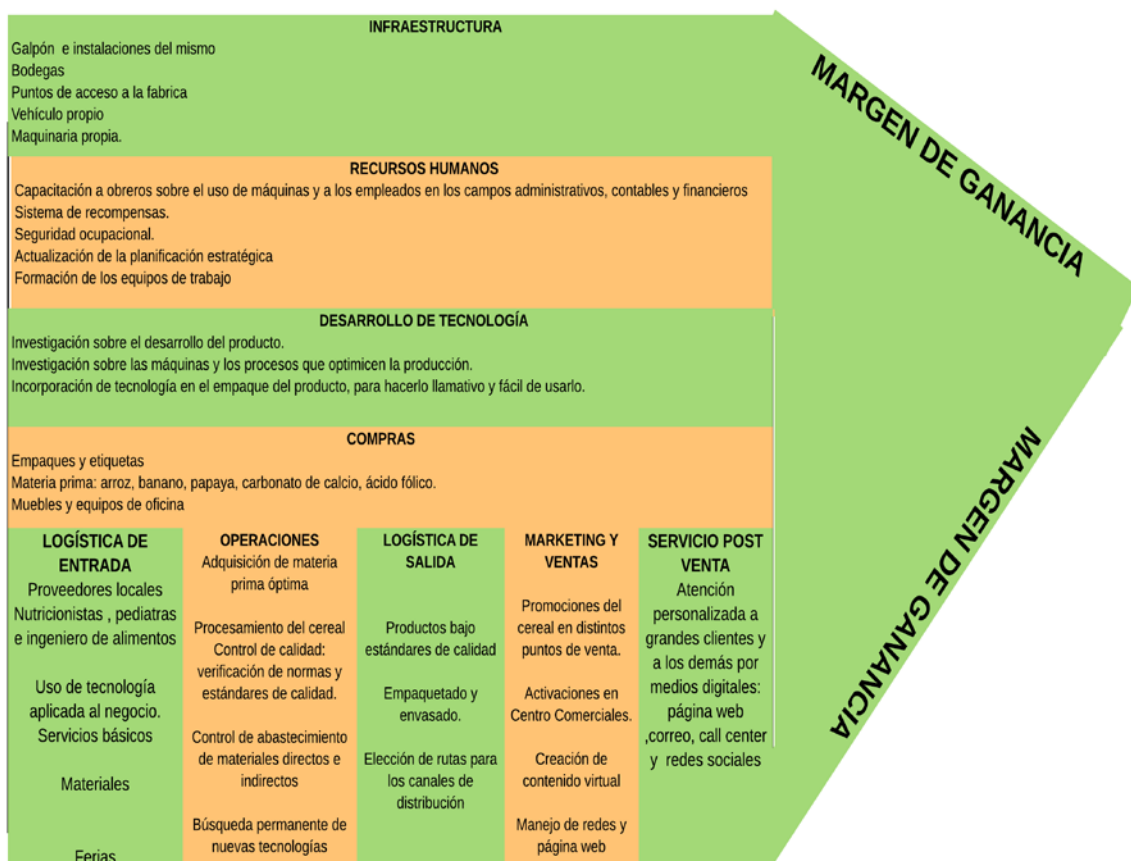 INFRAESTRUCTURA
Galpón e instalaciones del mismo
Bodegas
Puntos de acceso a la fabrica
Vehículo propio
Maquinaria propia.
RECURSOS HUMANOS
Capacitación a obreros sobre el uso de máquinas y a los empleados en los campos administrativos, contables y financieros
Sistema de recompensas.
Seguridad ocupacional.
Actualización de la planificación estratégica
Formación de los equipos de trabajo
DESARROLLO DE TECNOLOGÍA
Investigación sobre el desarrollo del producto.
Investigación sobre las máquinas y los procesos que optimicen la producción.
Incorporación de tecnología en el empaque del producto, para hacerlo llamativo y fácil de usarlo.
COMPRAS
Empaques y etiquetas
Materia prima: arroz, banano, papaya, carbonato de calcio, ácido fólico.
Muebles y equipos de oficina
LOGÍSTICA DE
ENTRADA
Proveedores locales
Nutricionistas , pediatras
e ingeniero de alimentos
Uso de tecnología
aplicada al negocio.
Servicios básicos
Materiales
Ferias
OPERACIONES
Adquisición de materia
prima óptima
Procesamiento del cereal
Control de calidad:
verificación de normas y
estándares de calidad.
Control de abastecimiento
de materiales directos e
indirectos
Búsqueda permanente de
nuevas tecnologías
LOGÍSTICA DE
SALIDA
Productos bajo
estándares de calidad
Empaquetado y
envasado.
Elección de rutas para
los canales de
distribución
MARKETING Y
VENTAS
Promociones del
cereal en distintos
puntos de venta.
Activaciones en
Centro Comerciales.
Creación de
contenido virtual
Manejo de redes y
página web
SERVICIO POST
VENTA
Atención
personalizada a
grandes clientes y
a los demás por
medios digitales:
página web
,correo, call center
y redes sociales
MARGEN DE GANANCIA
MARGEN DE GANANCIA